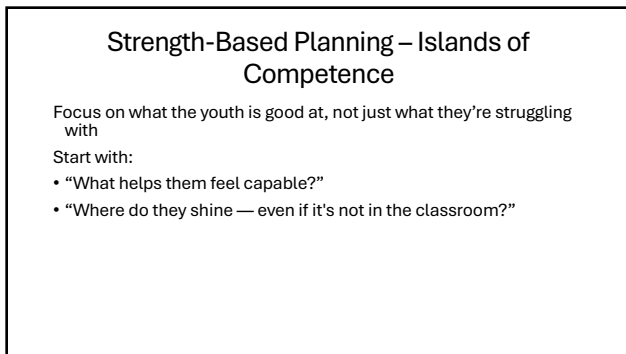 Strength-Based Planning – Islands of
Competence
Focus on what the youth is good at, not just what they’re struggling
with
Start with:
• “What helps them feel capable?”
• “Where do they shine — even if it's not in the classroom?”